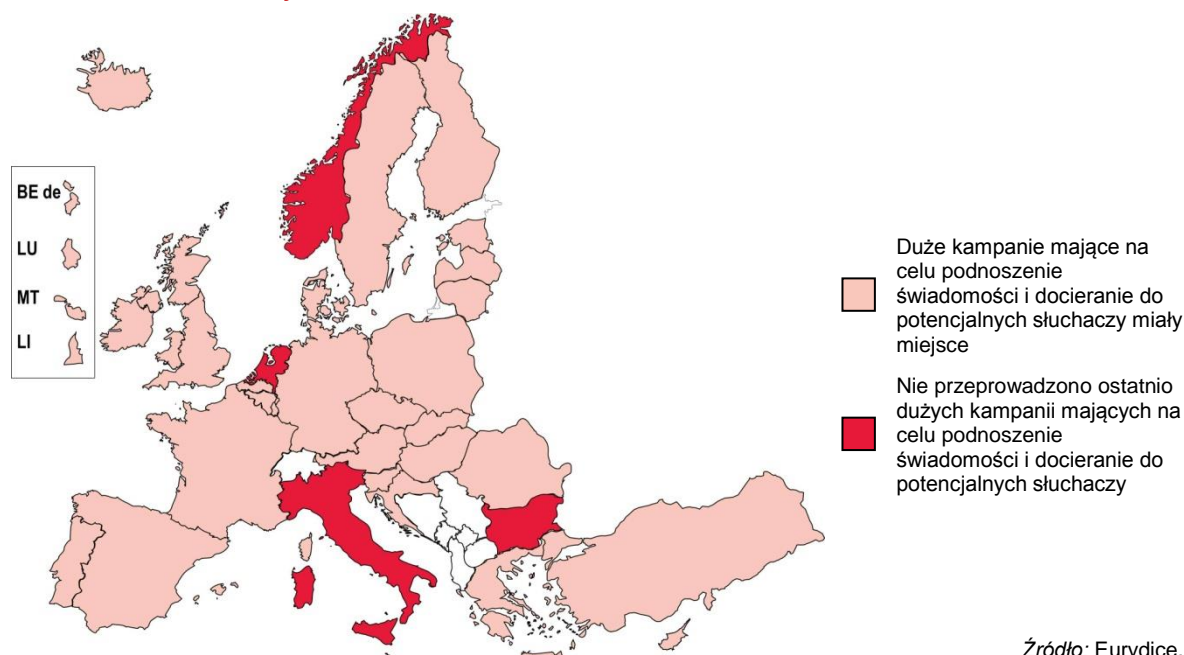 BE de
LU
MT
LI
Duże kampanie mające na
celu podnoszenie
świadomości i docieranie do
potencjalnych słuchaczy miały
miejsce
Nie przeprowadzono ostatnio
dużych kampanii mających na
celu podnoszenie
świadomości i docieranie do
potencjalnych słuchaczy
Źródło: Eurydice.